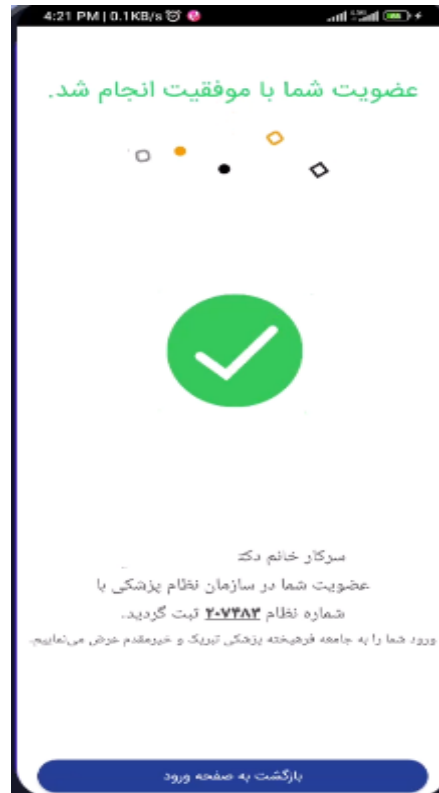 4:21 PM | 0.1KB/s
عضویت شما با موفقیت انجام شد.
سرکار خانم دکتر
عضویت شما در سازمان نظام پزشکی با
شماره نظام ۲۰۷۴۸۳ ثبت گردید.
ورود شما را به جامعه فرهیخته پزشکی تبریک و خیرمقدم عرض می‌نماییم.
بازگشت به صفحه ورود